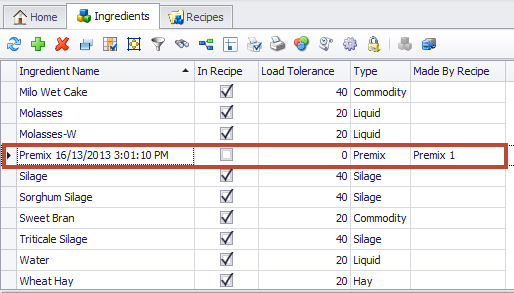 Home Ingredients Recipes
Ingredient Name In Recipe Load Tolerance Type Made By Recipe
Milo Wet Cake 40 Commodity
Molasses 20 Liquid
Molasses-W 20 Liquid
Premix 16/13/2013 3:01:10 PM 0 Premix Premix 1
Silage 40 Silage
Sorghum Silage 40 Silage
Sweet Bran 20 Commodity
Triticale Silage 40 Silage
Water 20 Liquid
Wheat Hay 20 Hay